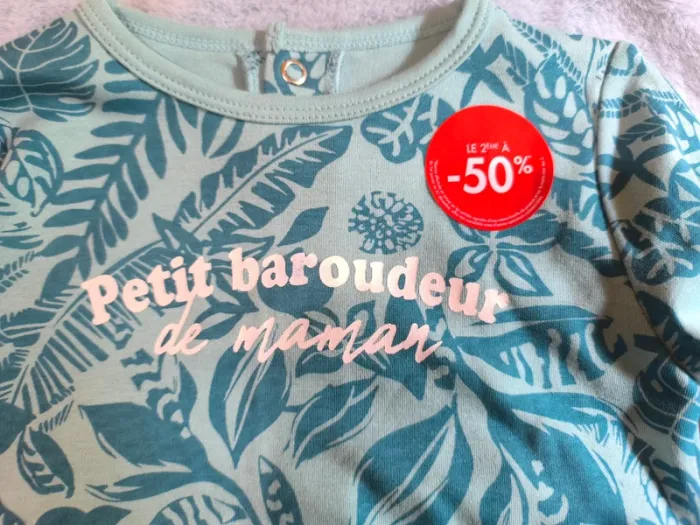 LE 2ÈME À
-50%
Petit baroudeur
de maman